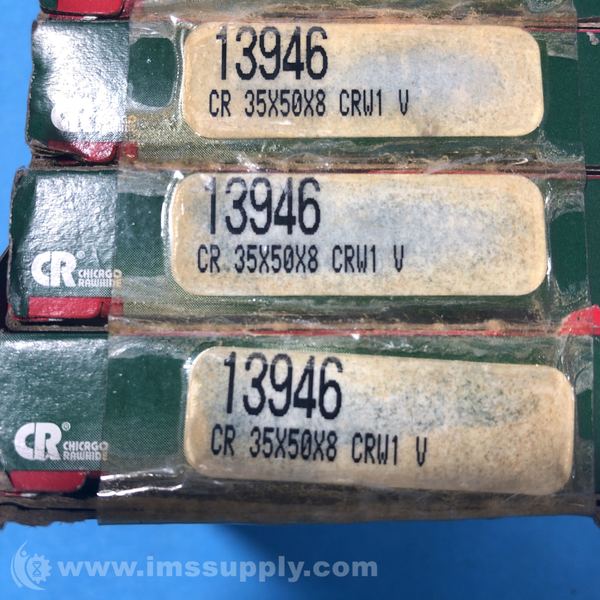 13946
CR 35X50X8 CRW1 V
13946
CR 35X50X8 CRW1 V
CR CHICAGO
RAWHIDE
13946
CR 35X50X8 CRW1 V
CR® CHICAGO
RAWHIDE
www.imssupply.com